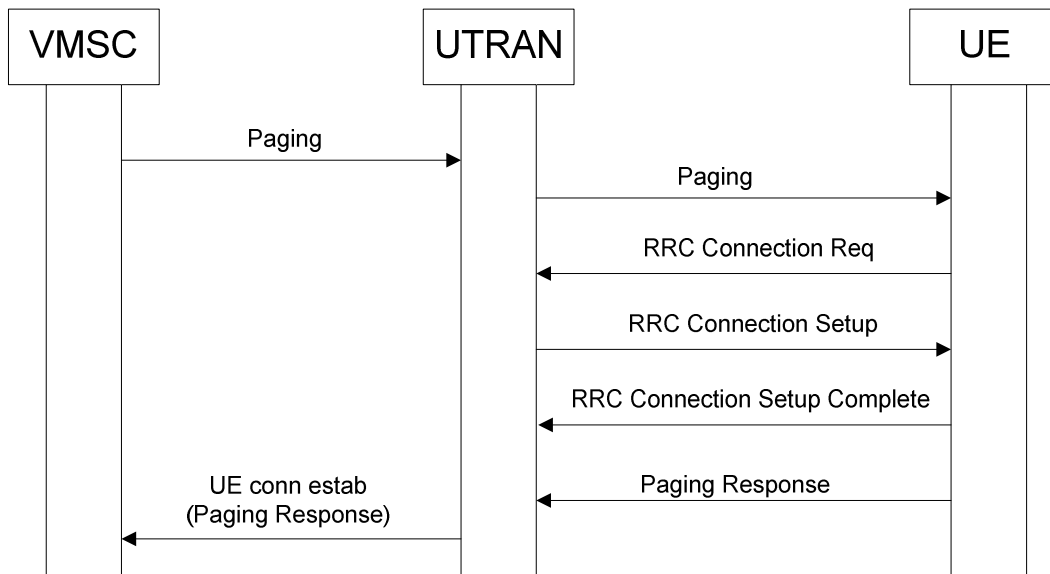 VMSC
UTRAN
UE
Paging
Paging
RRC Connection Req
RRC Connection Setup
RRC Connection Setup Complete
Paging Response
UE conn estab
(Paging Response)